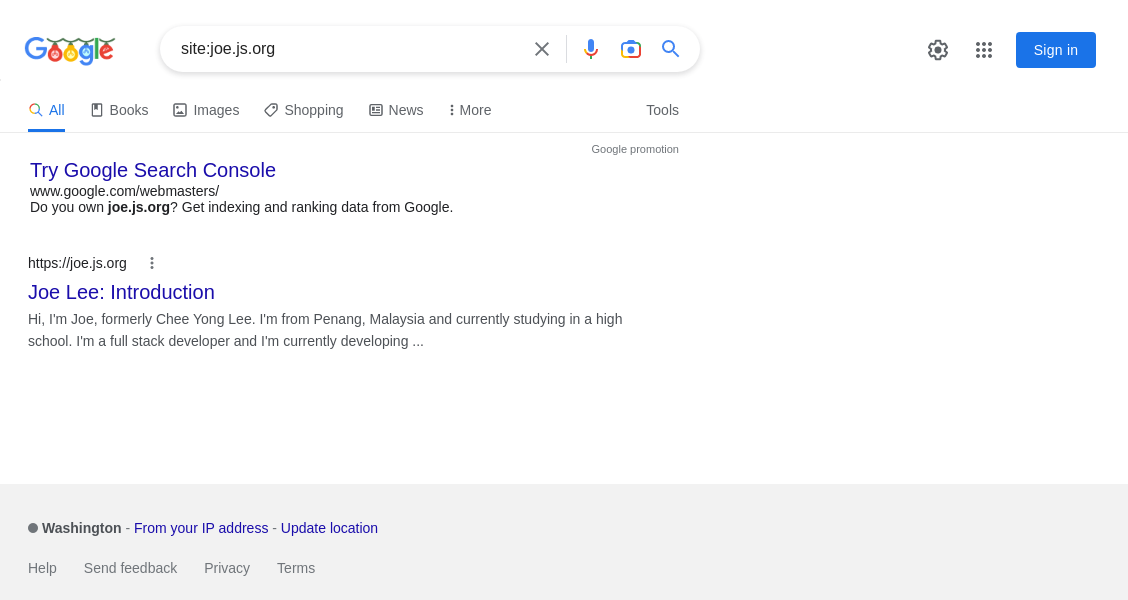 Google
site:joe.js.org
Sign in
All Books Images Shopping News More Tools
Google promotion
Try Google Search Console
www.google.com/webmasters/
Do you own joe.js.org? Get indexing and ranking data from Google.
https://joe.js.org
Joe Lee: Introduction
Hi, I'm Joe, formerly Chee Yong Lee. I'm from Penang, Malaysia and currently studying in a high
school. I'm a full stack developer and I'm currently developing ...
Washington - From your IP address - Update location
Help Send feedback Privacy Terms